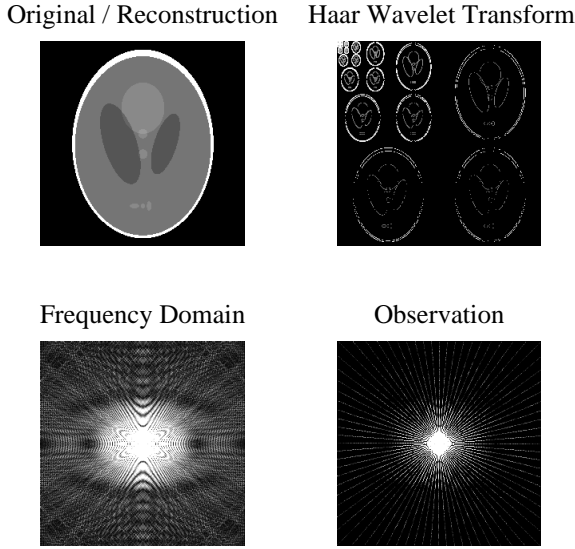 Original / Reconstruction
Haar Wavelet Transform
Frequency Domain
Observation